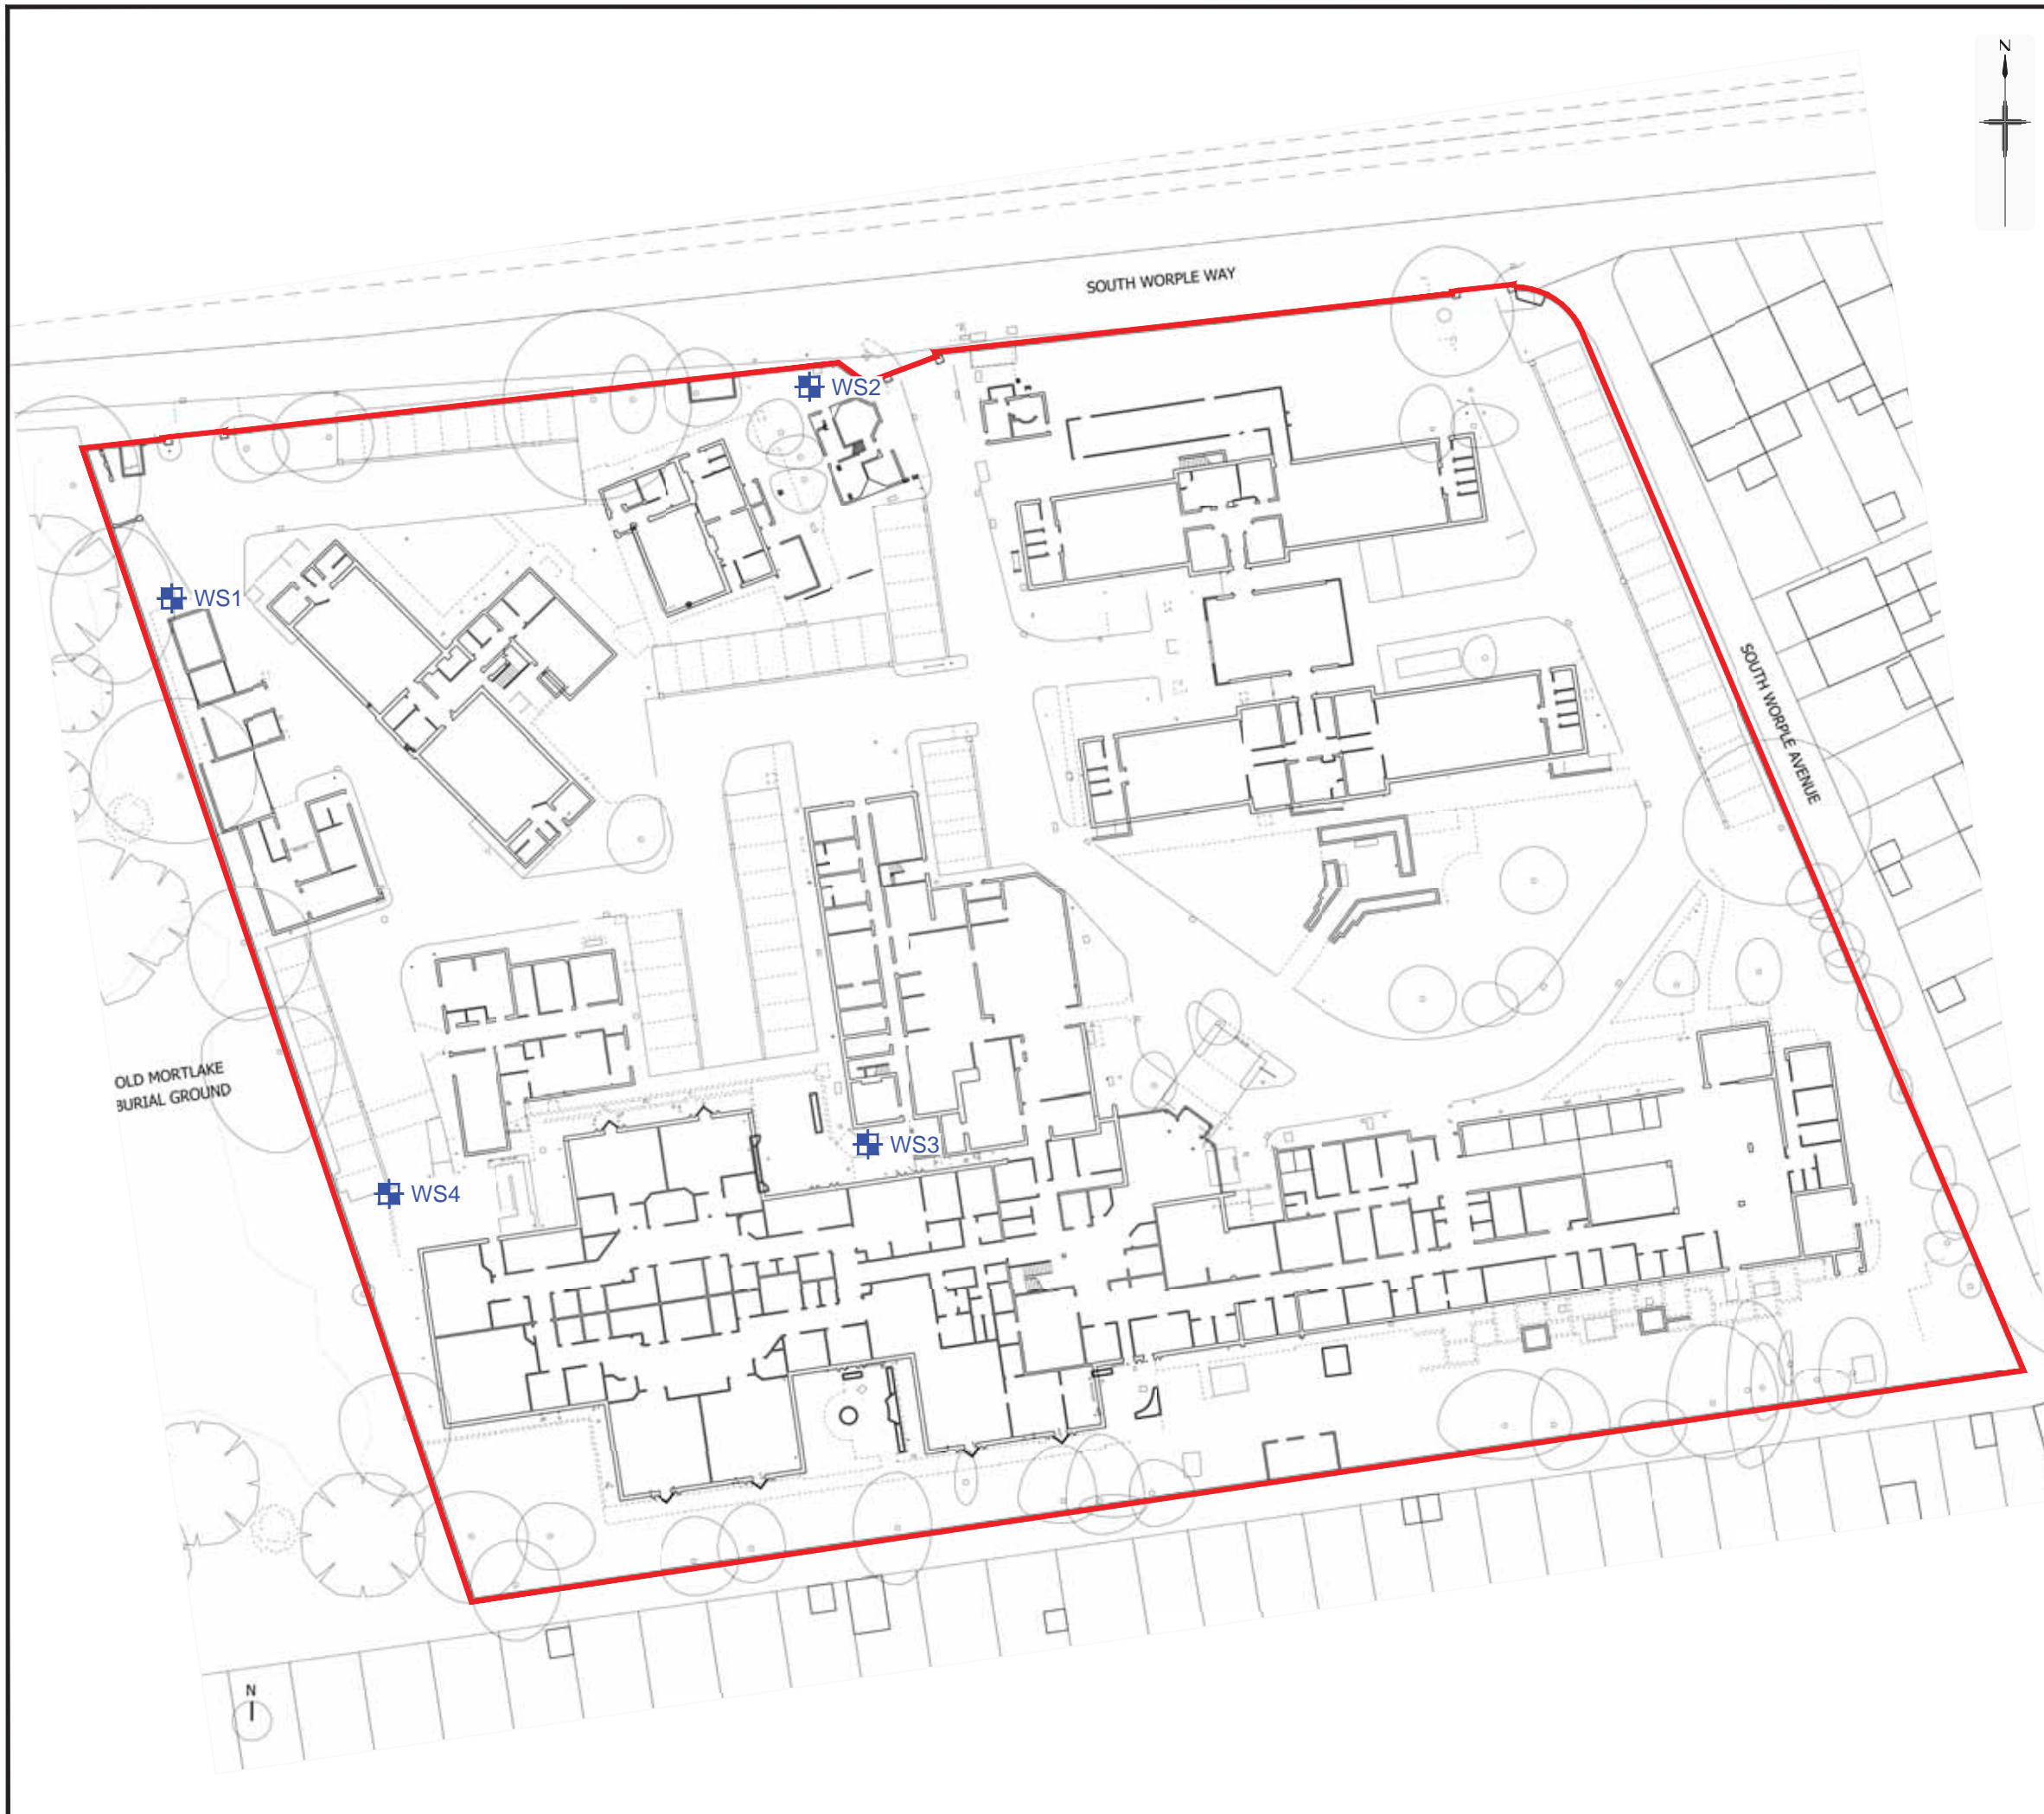 N
SOUTH WORPLE WAY
WS2
WS1
SOUTH WORPLE AVENUE
OLD MORTLAKE
BURIAL GROUND
WS3
WS4
N